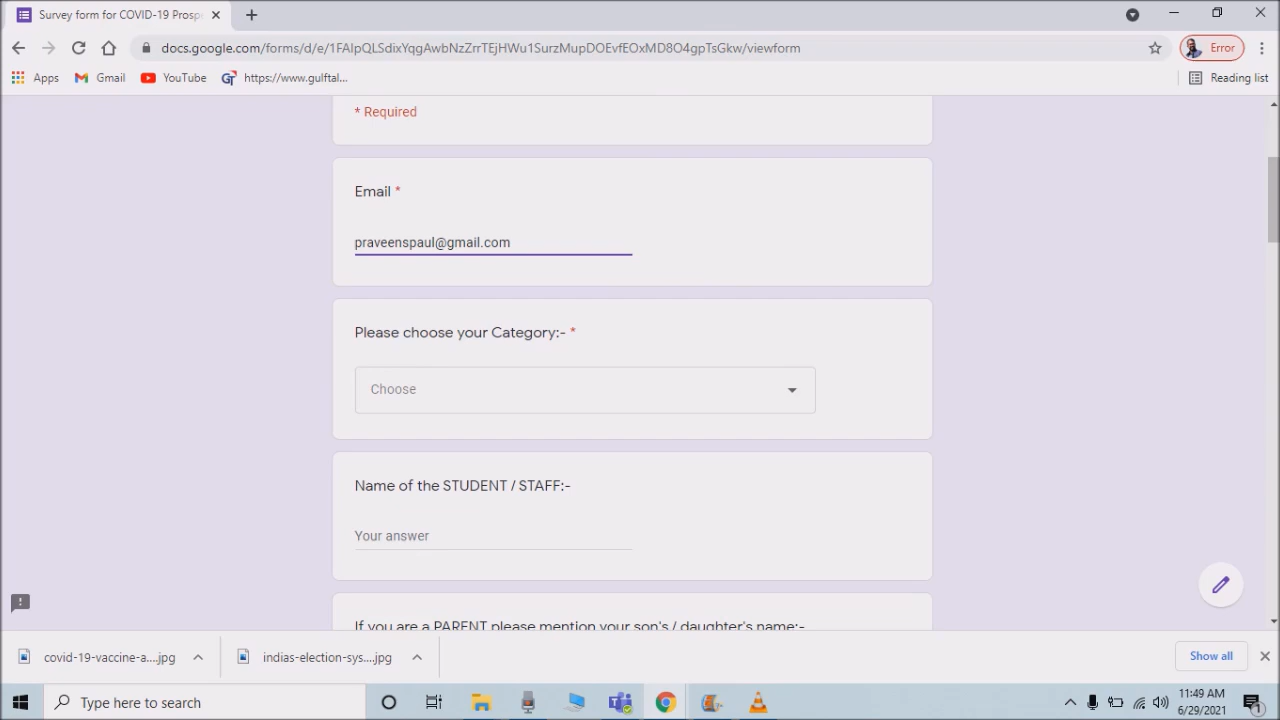 Survey form for COVID-19 Prosp
docs.google.com/forms/d/e/1FAIpQLSdixYqgAwbNzZrrTEjHWu1SurzMupDOEvfEOxMD8O4gpTsGkw/viewform
Error
Apps
Gmail
YouTube
https://www.gulftal...
Reading list
* Required
Email *
praveenspaul@gmail.com
Please choose your Category:- *
Choose
Name of the STUDENT / STAFF:-
Your answer
If you are a PARENT please mention your son's / daughter's name:-
covid-19-vaccine-a....jpg
indias-election-sys....jpg
Show all
Type here to search
11:49 AM
6/29/2021
1